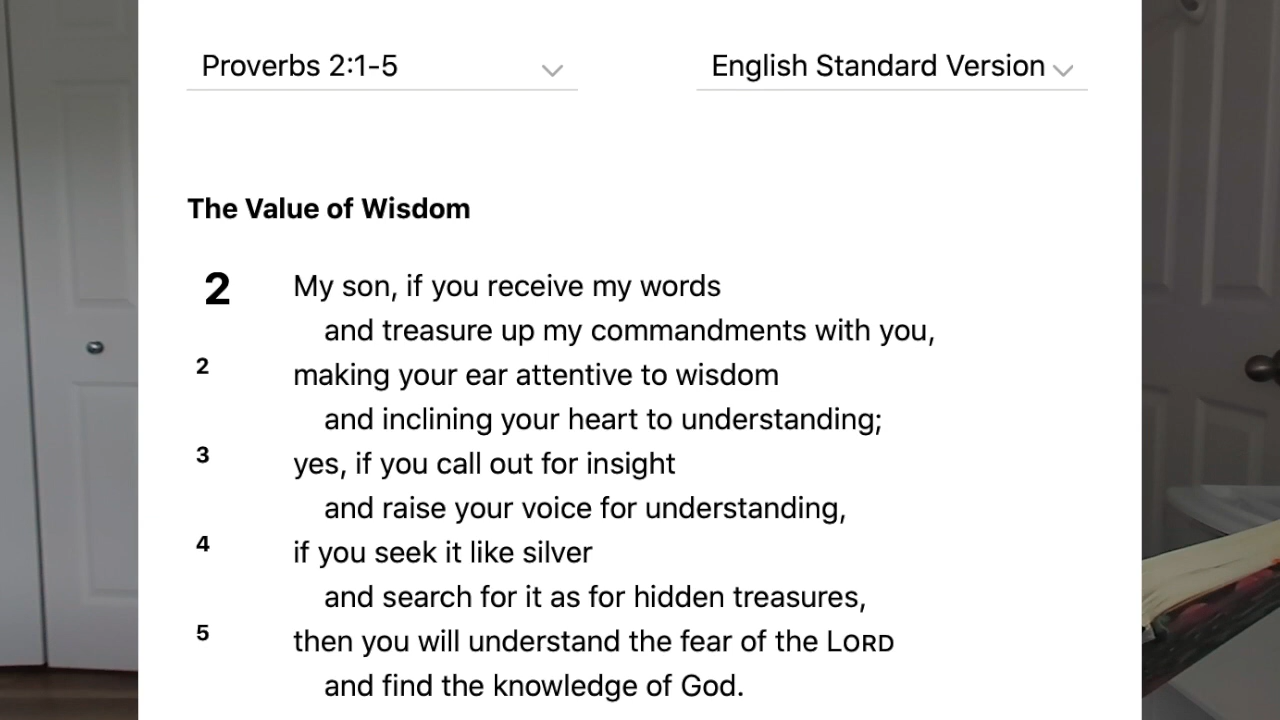 Proverbs 2:1-5
English Standard Version
The Value of Wisdom
2 My son, if you receive my words
and treasure up my commandments with you,
2 making your ear attentive to wisdom
and inclining your heart to understanding;
3 yes, if you call out for insight
and raise your voice for understanding,
4 if you seek it like silver
and search for it as for hidden treasures,
5 then you will understand the fear of the LORD
and find the knowledge of God.